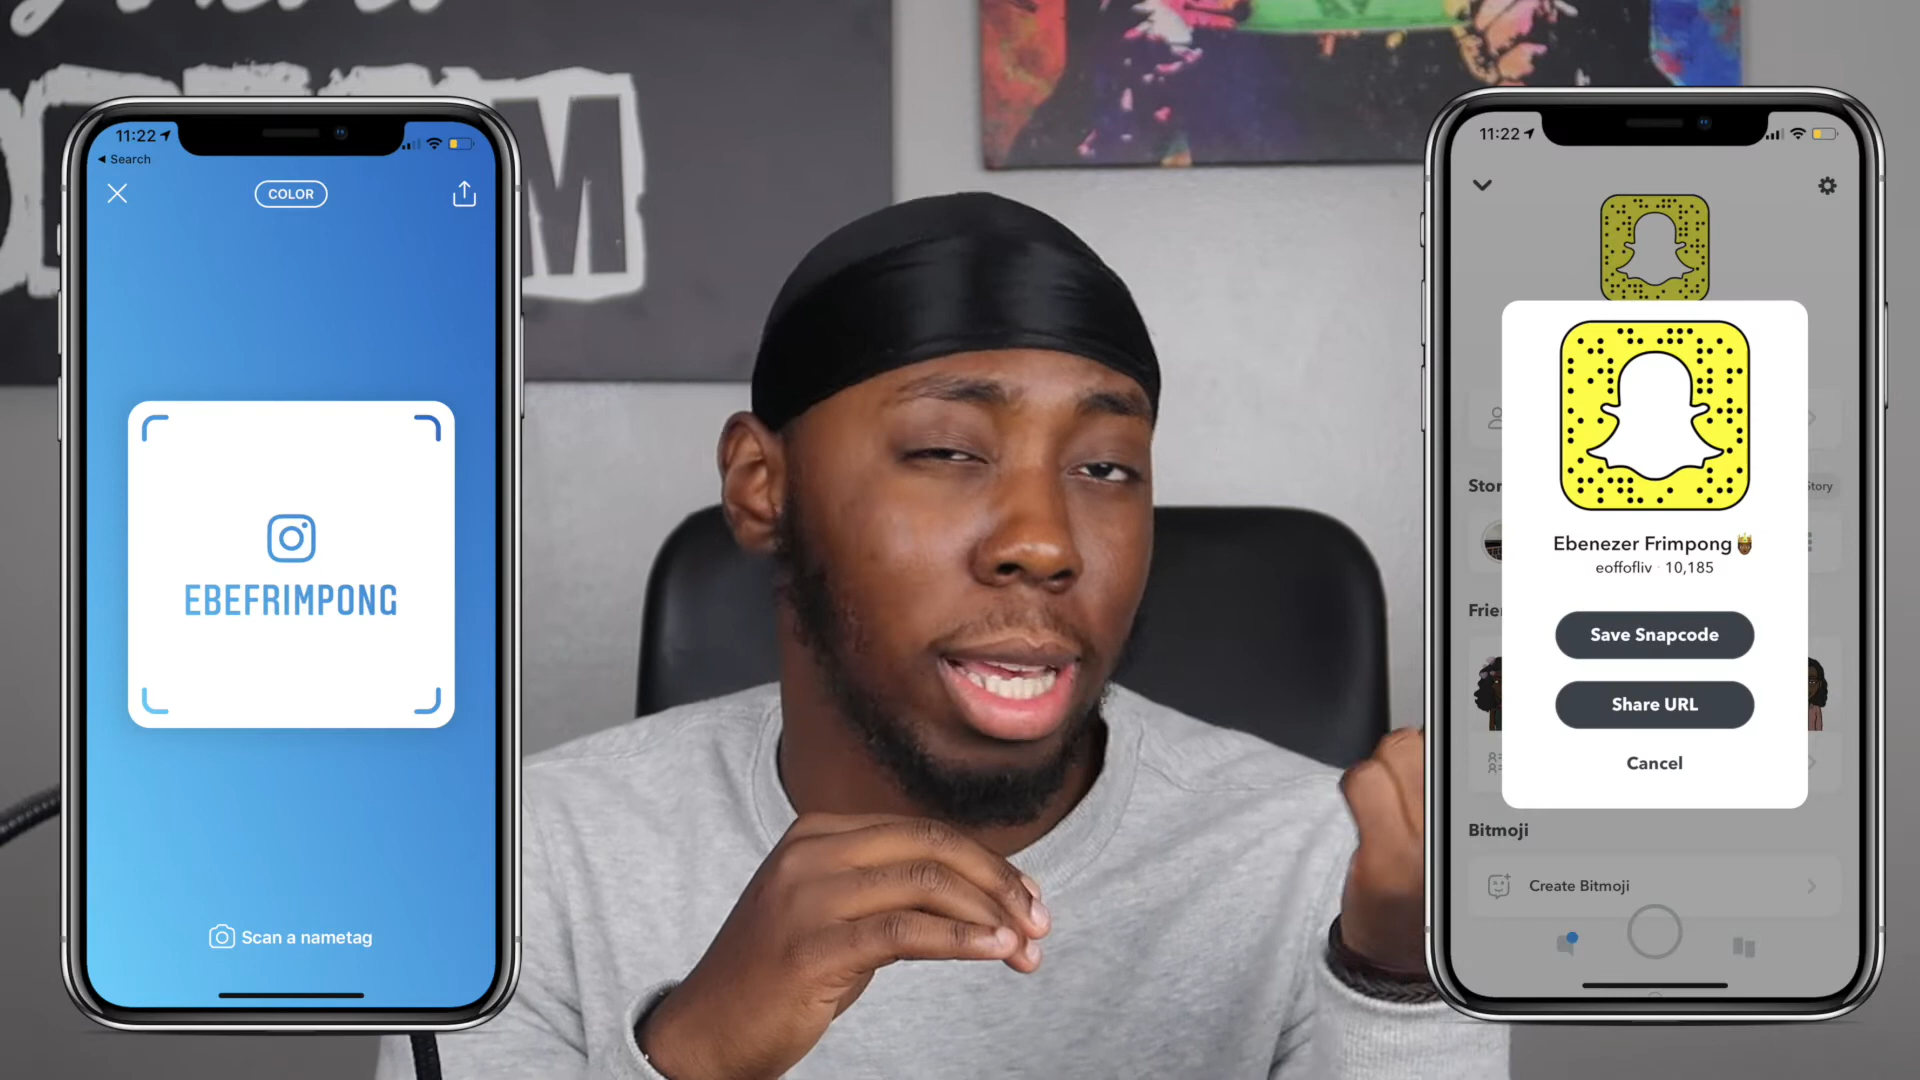 11:22
Search
COLOR
EBEFRIMPONG
Scan a nametag
11:22
Story
Ebenezer Frimpong
eoffofliv · 10,185
Save Snapcode
Share URL
Cancel
Bitmoji
Create Bitmoji